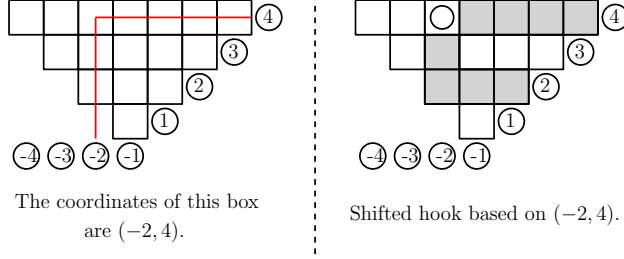 4 4
3 3
2 2
1 1
-4 -3 -2 -1 -4 -3 -2 -1
The coordinates of this box
are (−2, 4).
Shifted hook based on (−2, 4).